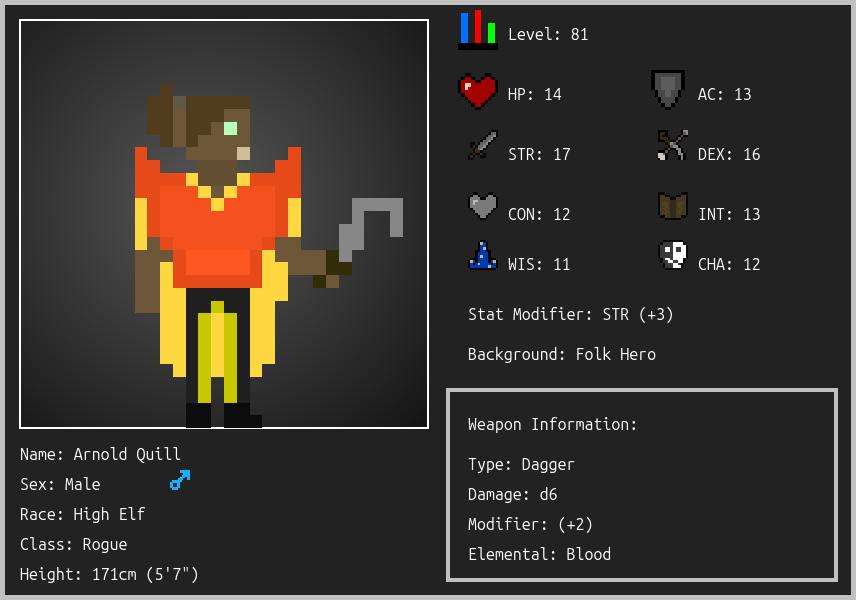 Level: 81
HP: 14
AC: 13
STR: 17
DEX: 16
CON: 12
INT: 13
WIS: 11
CHA: 12
Stat Modifier: STR (+3)
Background: Folk Hero
Weapon Information:
Type: Dagger
Damage: d6
Modifier: (+2)
Elemental: Blood
Name: Arnold Quill
Sex: Male
Race: High Elf
Class: Rogue
Height: 171cm (5'7")